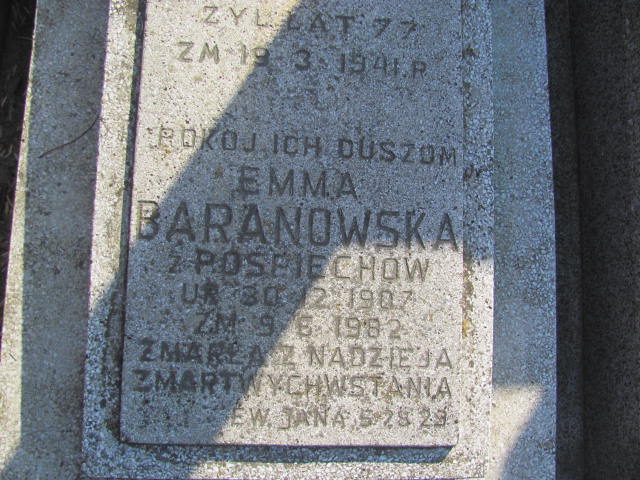 ŻYŁ LAT 77
ZM 19 3 1941.R
POKÓJ ICH DUSZOM
EMMA
BARANOWSKA
Z POSPIECHÓW
UR 30.12 1907
ZM 9 6 1982
ZMARŁA Z NADZIEJĄ
ZMARTWYCHWSTANIA
EW. JANA 5-28.29